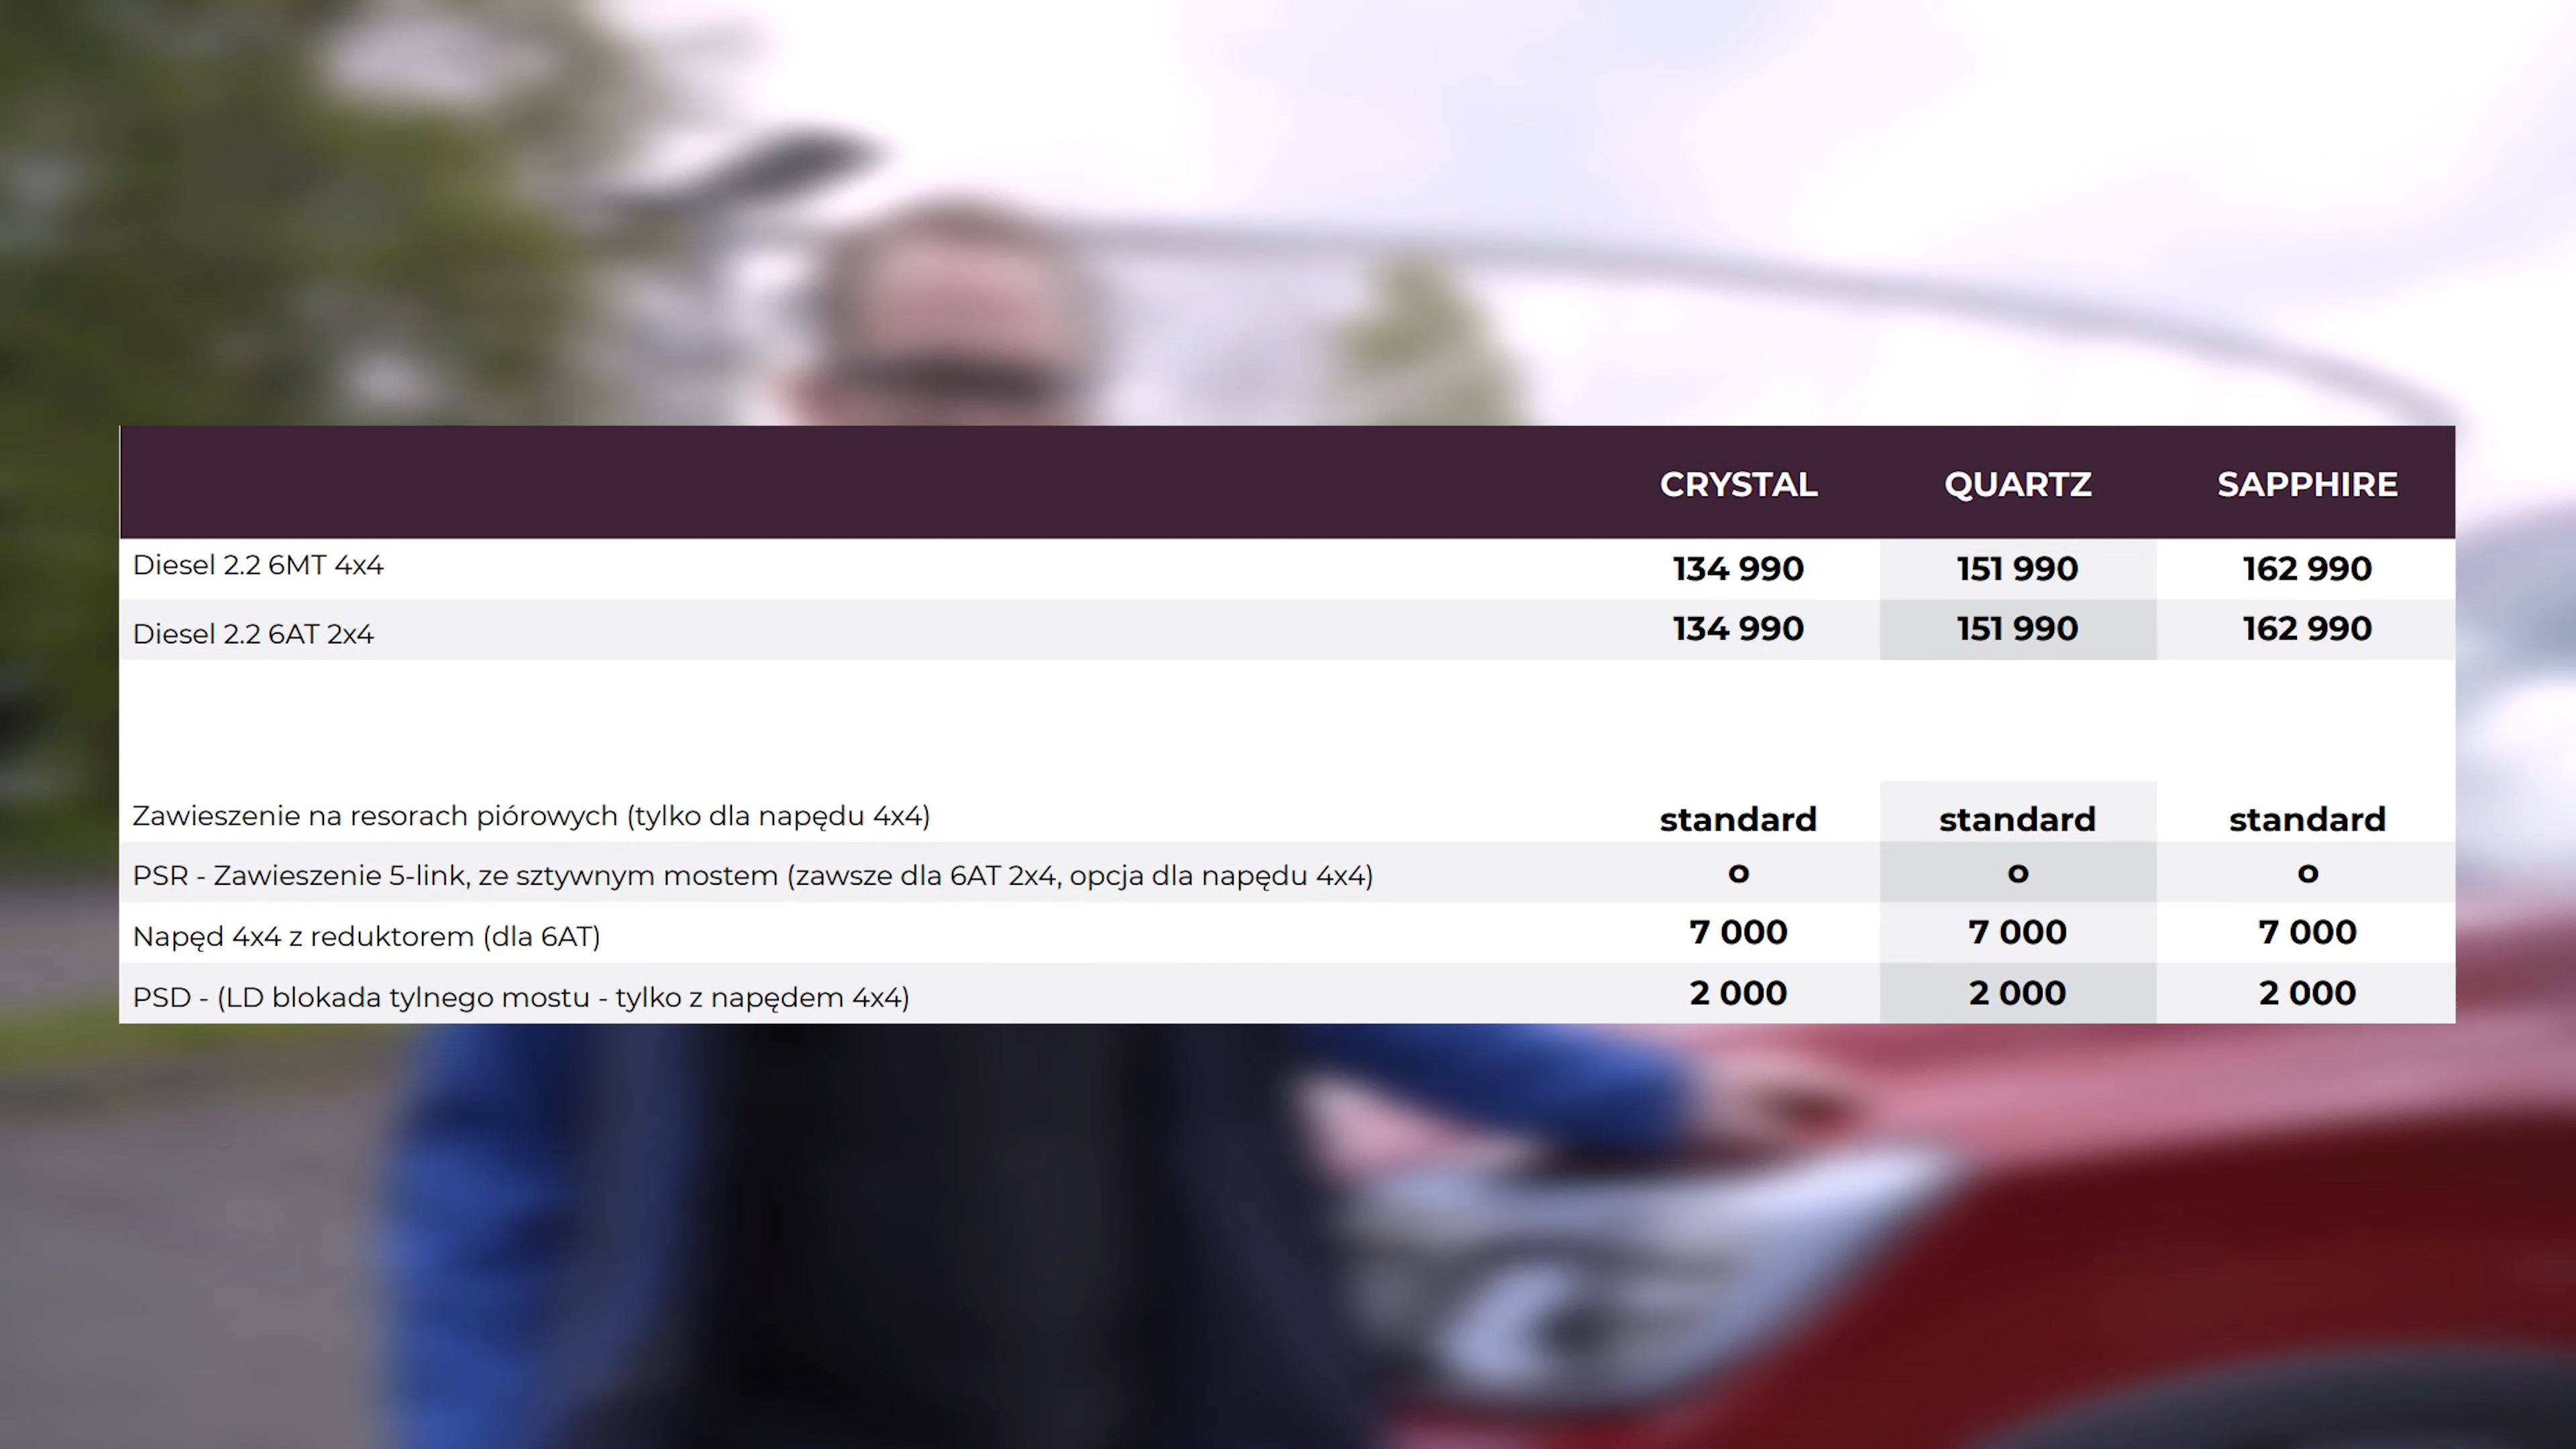 CRYSTAL QUARTZ SAPPHIRE
Diesel 2.2 6MT 4x4 134 990 151 990 162 990
Diesel 2.2 6AT 2x4 134 990 151 990 162 990
Zawieszenie na resorach piórowych (tylko dla napędu 4x4) standard standard standard
PSR - Zawieszenie 5-link, ze sztywnym mostem (zawsze dla 6AT 2x4, opcja dla napędu 4x4) o o o
Napęd 4x4 z reduktorem (dla 6AT) 7 000 7 000 7 000
PSD - (LD blokada tylnego mostu - tylko z napędem 4x4) 2 000 2 000 2 000